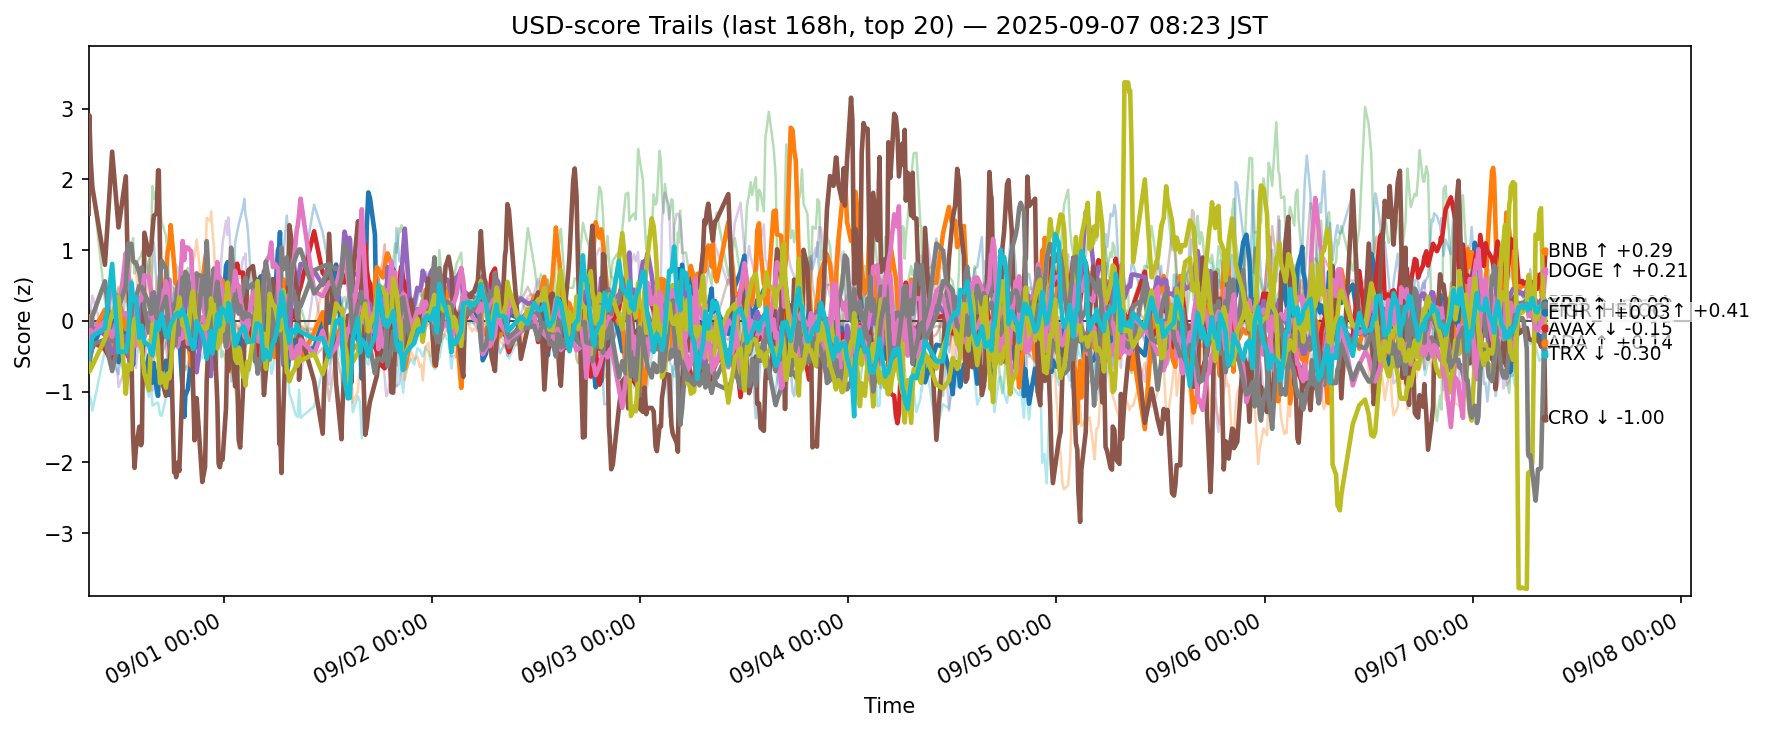 USD-score Trails (last 168h, top 20) — 2025-09-07 08:23 JST
Score (z)
3
2
1
0
−1
−2
−3
BNB ↑ +0.29
DOGE ↑ +0.21
ETH ↑ +0.03
↑ +0.41
AVAX ↓ -0.15
TRX ↓ -0.30
CRO ↓ -1.00
09/01 00:00
09/02 00:00
09/03 00:00
09/04 00:00
09/05 00:00
09/06 00:00
09/07 00:00
09/08 00:00
Time